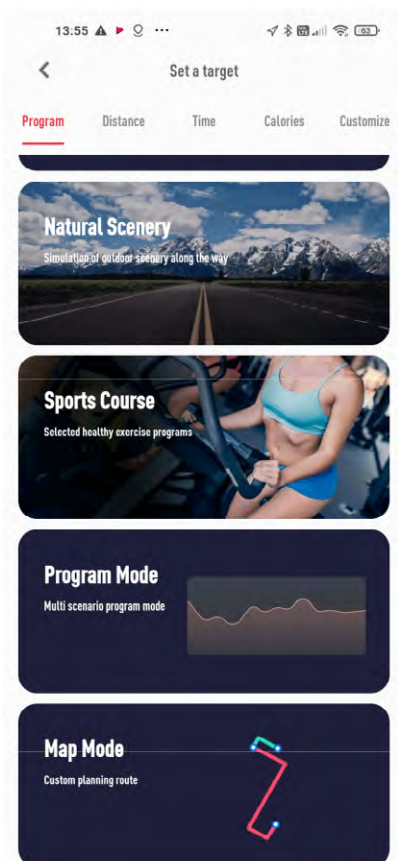 13:55
63
Set a target
Program Distance Time Calories Customize
Natural Scenery
Simulation of outdoor scenery along the way
Sports Course
Selected healthy exercise programs
Program Mode
Multi scenario program mode
Map Mode
Custom planning route